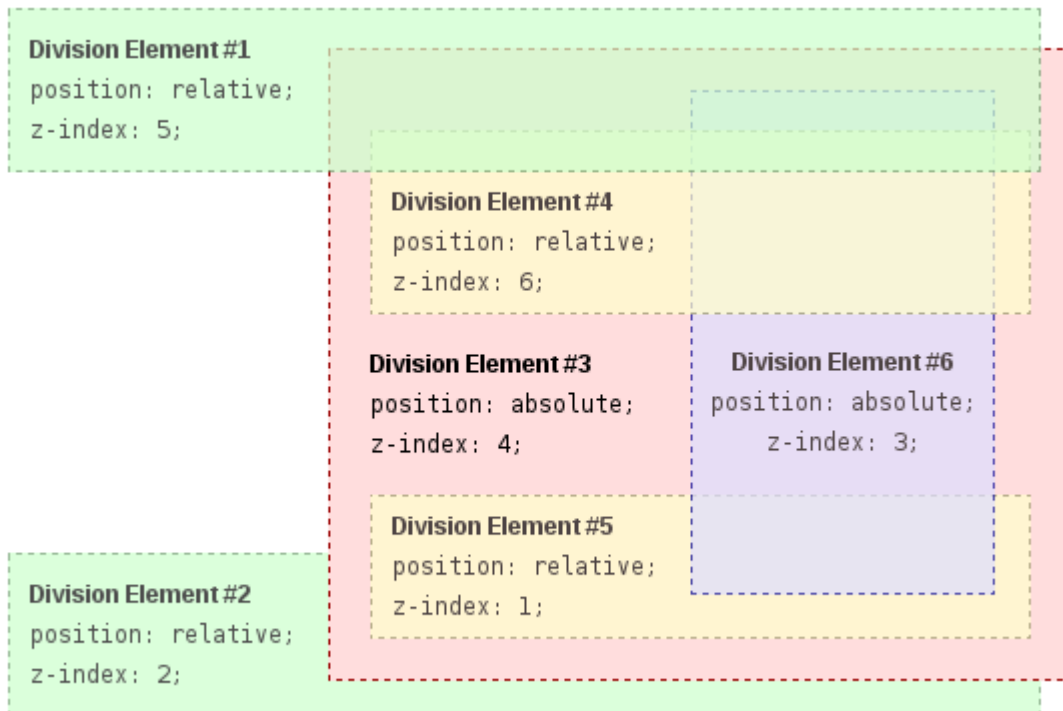 Division Element #1
position: relative;
z-index: 5;
Division Element #4
position: relative;
z-index: 6;
Division Element #3
position: absolute;
z-index: 4;
Division Element #6
position: absolute;
z-index: 3;
Division Element #5
position: relative;
z-index: 1;
Division Element #2
position: relative;
z-index: 2;